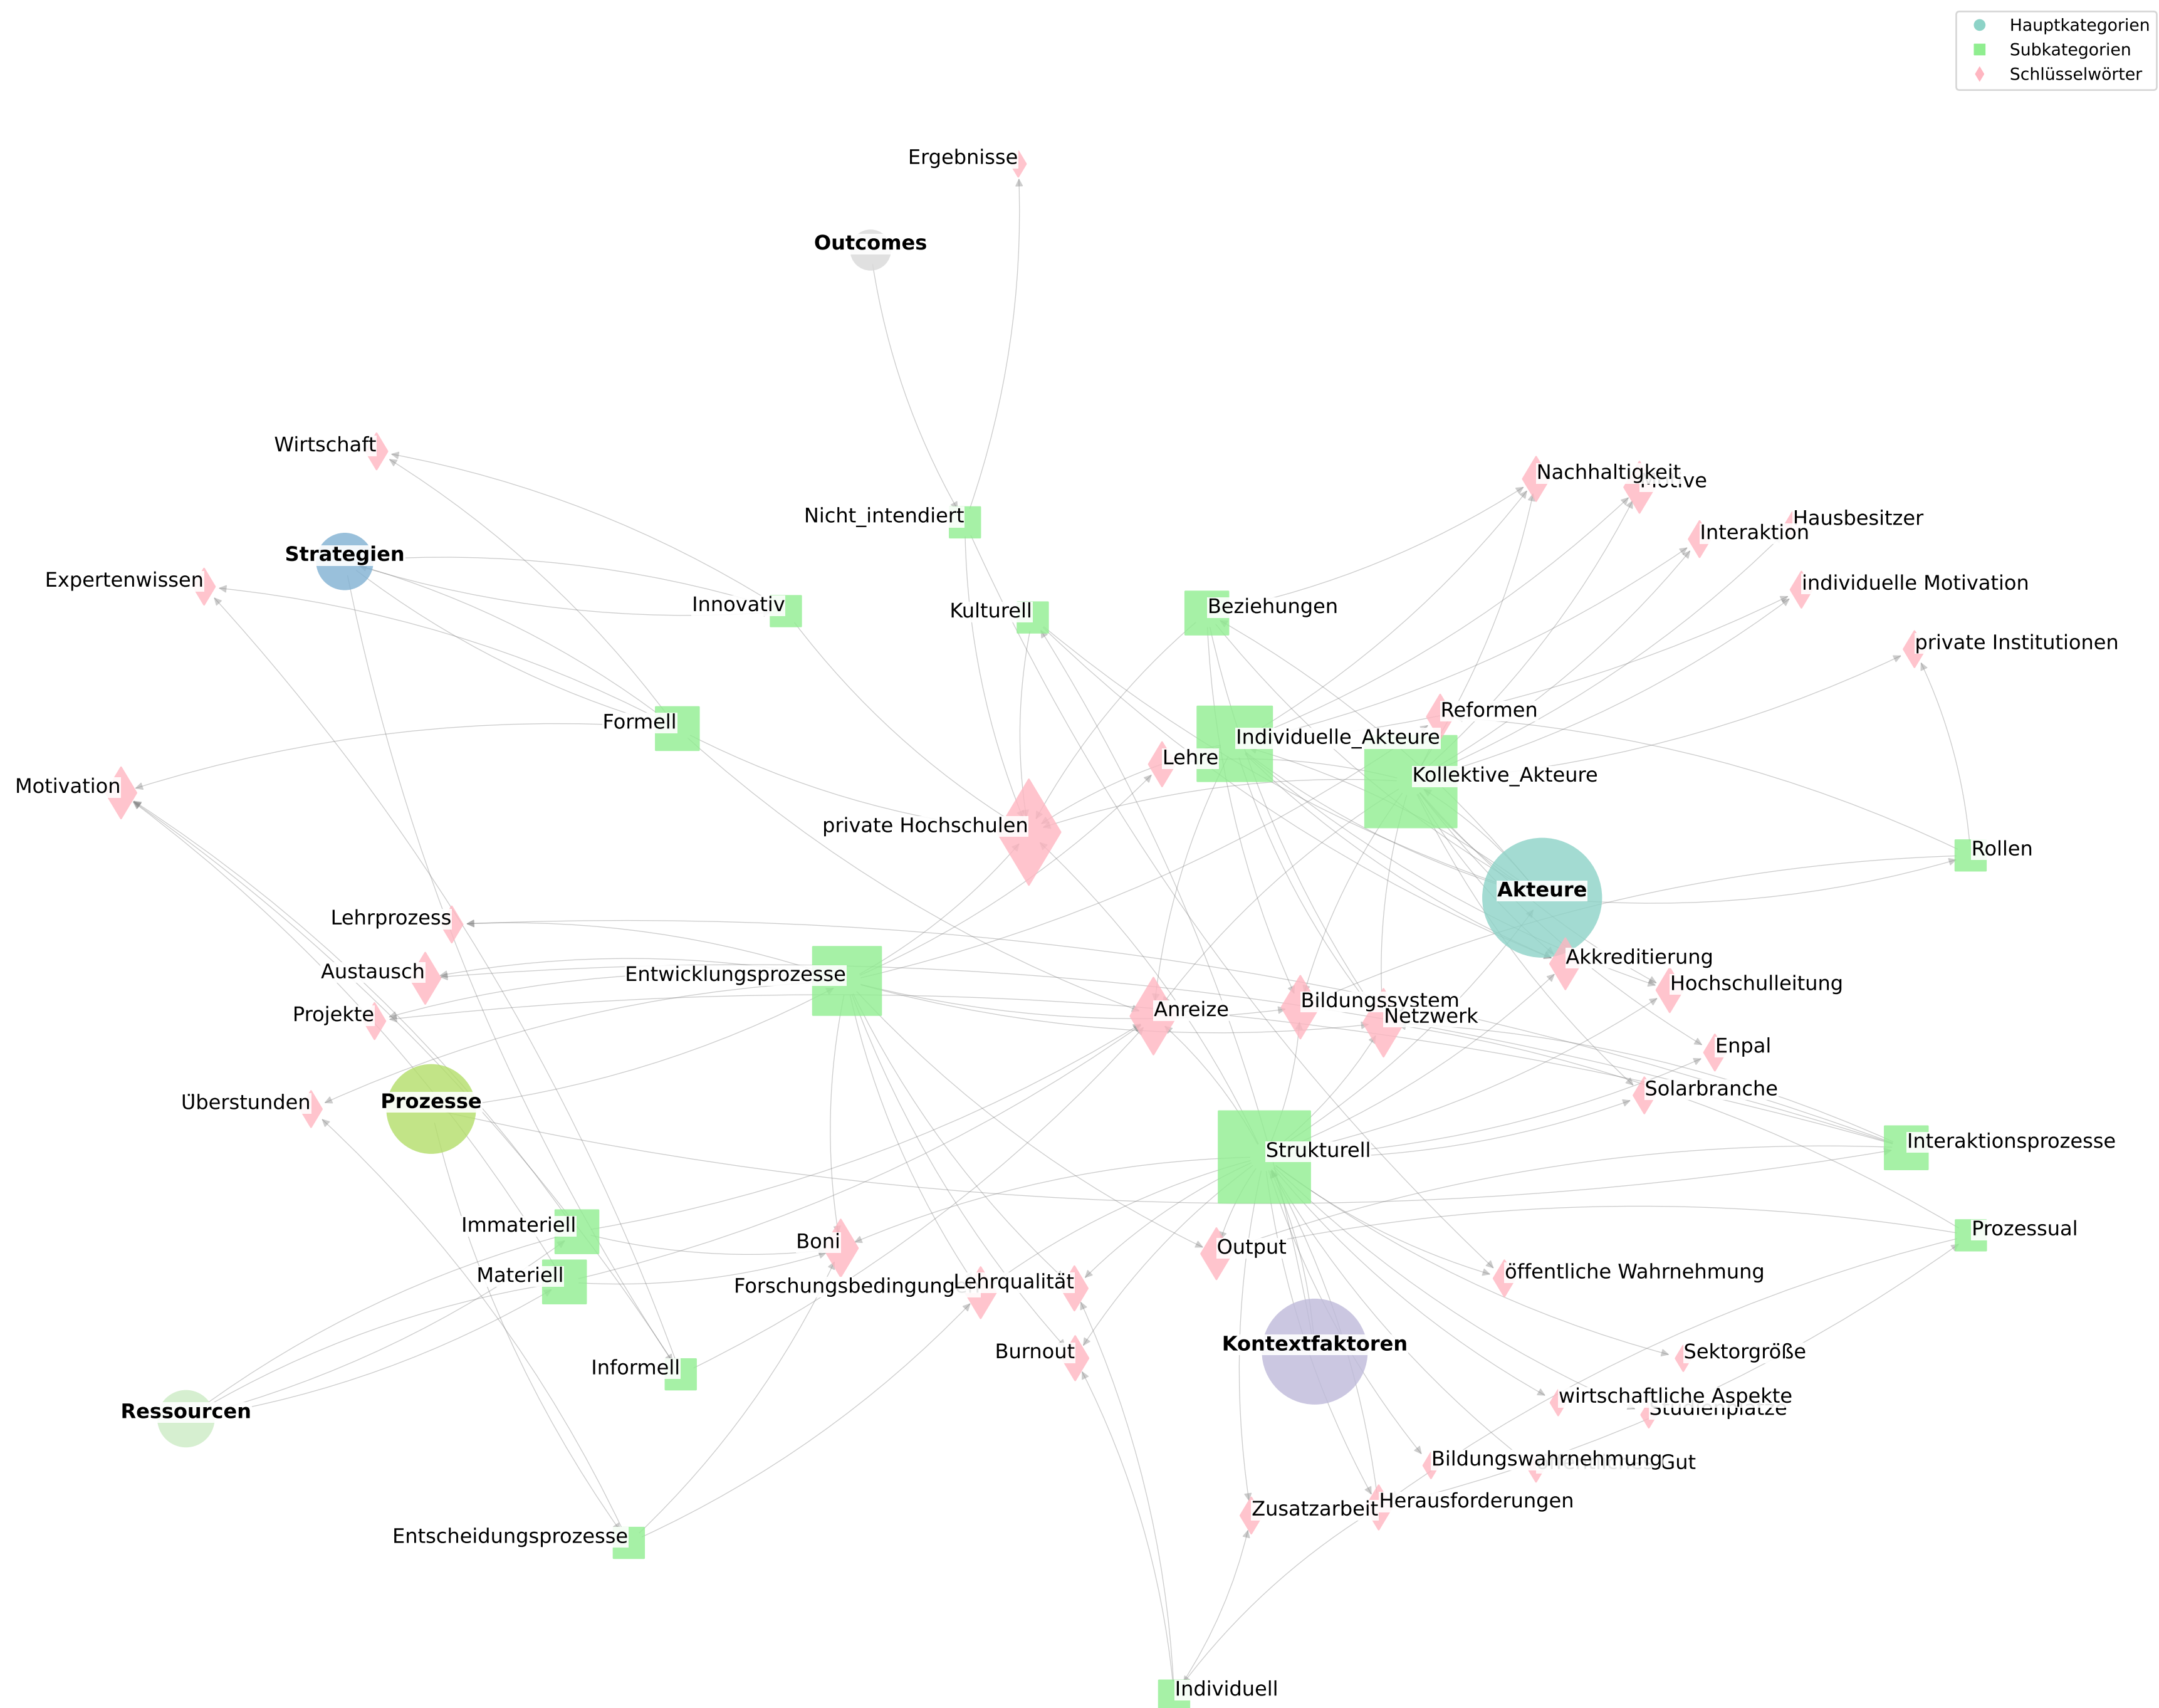 Hauptkategorien
Subkategorien
Schlüsselwörter
Ergebnisse
Outcomes
Wirtschaft
Nachhaltigkeit
Nicht_intendiert
Hausbesitzer
Interaktion
Strategien
Expertenwissen
individuelle Motivation
Innovativ
Kulturell
Beziehungen
private Institutionen
Reformen
Formell
Individuelle_Akteure
Lehre
Kollektive_Akteure
Motivation
private Hochschulen
Rollen
Akteure
Lehrprozess
Akkreditierung
Austausch
Entwicklungsprozesse
Hochschulleitung
Bildungssystem
Projekte
Anreize
Netzwerk
Enpal
Solarbranche
Überstunden
Prozesse
Interaktionsprozesse
Strukturell
Immateriell
Prozessual
Boni
Output
Materiell
öffentliche Wahrnehmung
Forschungsbedingung
Lehrqualität
Kontextfaktoren
Burnout
Sektorgröße
Informell
wirtschaftliche Aspekte
Studienplätze
Ressourcen
Bildungswahrnehmung
Gut
Herausforderungen
Zusatzarbeit
Entscheidungsprozesse
Individuell